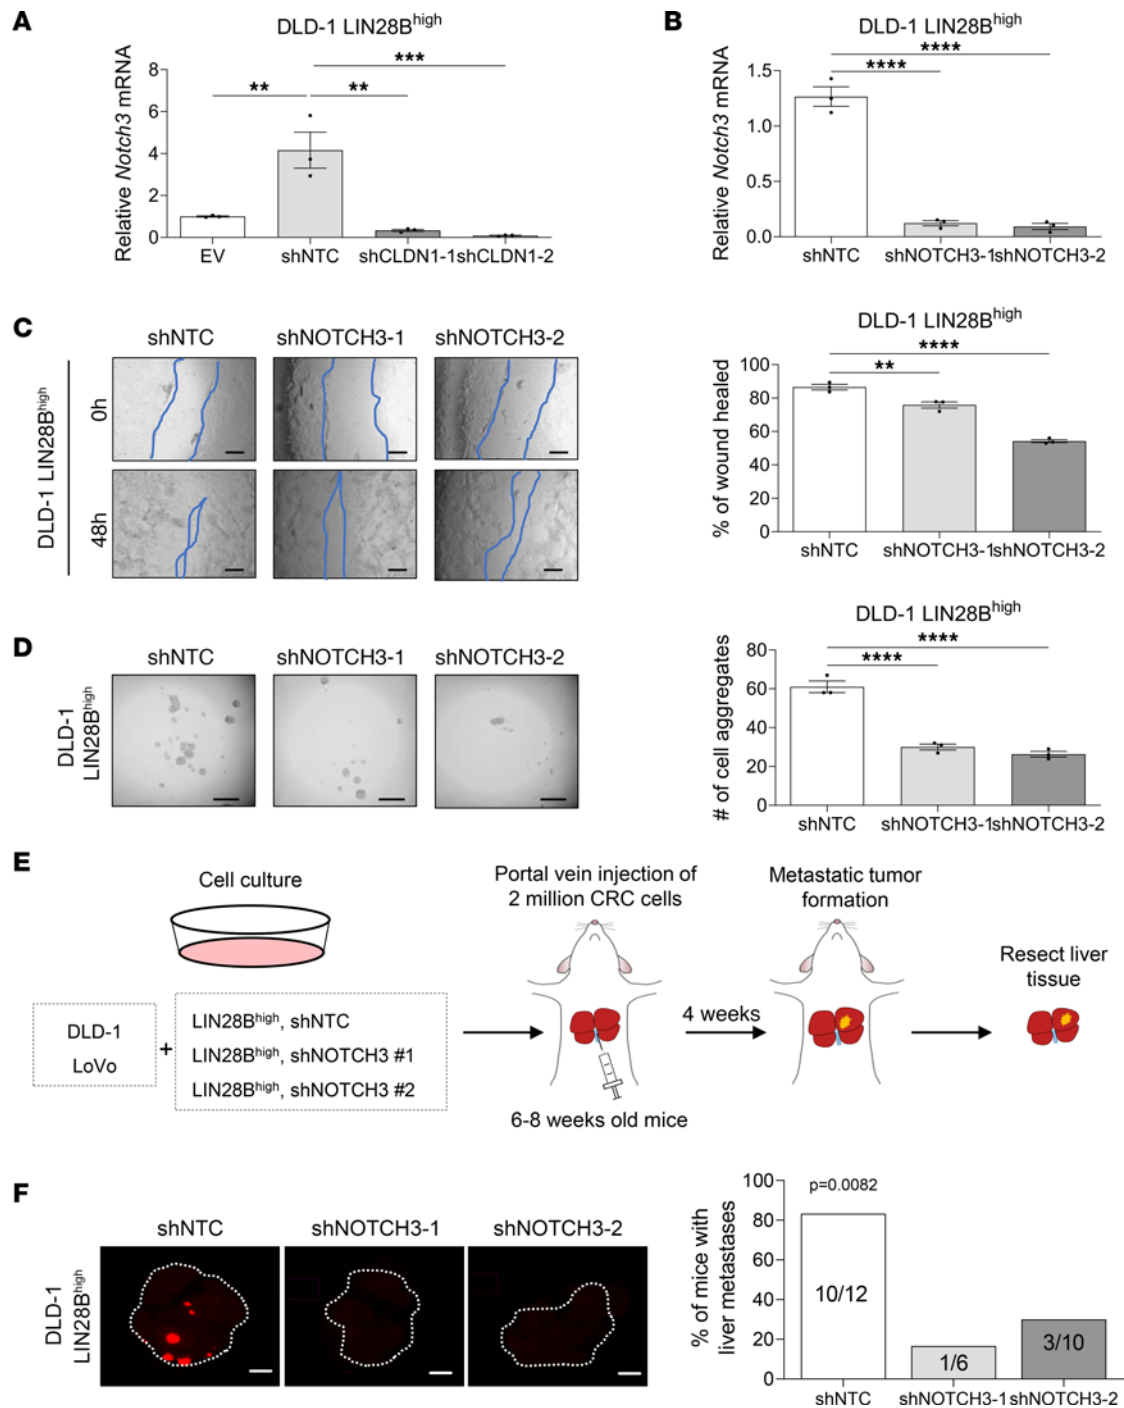 A
DLD-1 LIN28Bhigh
Relative Notch3 mRNA
8
6
4
2
0
**
**
***
EV
shNTC
shCLDN1-1
shCLDN1-2
B
DLD-1 LIN28Bhigh
Relative Notch3 mRNA
1.5
1.0
0.5
0.0
****
****
shNTC
shNOTCH3-1
shNOTCH3-2
C
shNTC
shNOTCH3-1
shNOTCH3-2
DLD-1 LIN28Bhigh
0h
48h
DLD-1 LIN28Bhigh
% of wound healed
100
80
60
40
20
0
****
**
shNTC
shNOTCH3-1
shNOTCH3-2
D
shNTC
shNOTCH3-1
shNOTCH3-2
DLD-1
LIN28Bhigh
DLD-1 LIN28Bhigh
# of cell aggregates
80
60
40
20
0
****
****
shNTC
shNOTCH3-1
shNOTCH3-2
E
Cell culture
DLD-1
LoVo
+
LIN28Bhigh, shNTC
LIN28Bhigh, shNOTCH3 #1
LIN28Bhigh, shNOTCH3 #2
Portal vein injection of
2 million CRC cells
6-8 weeks old mice
4 weeks
Metastatic tumor
formation
Resect liver
tissue
F
shNTC
shNOTCH3-1
shNOTCH3-2
DLD-1
LIN28Bhigh
% of mice with
liver metastases
100
80
60
40
20
0
p=0.0082
10/12
1/6
3/10
shNTC
shNOTCH3-1
shNOTCH3-2